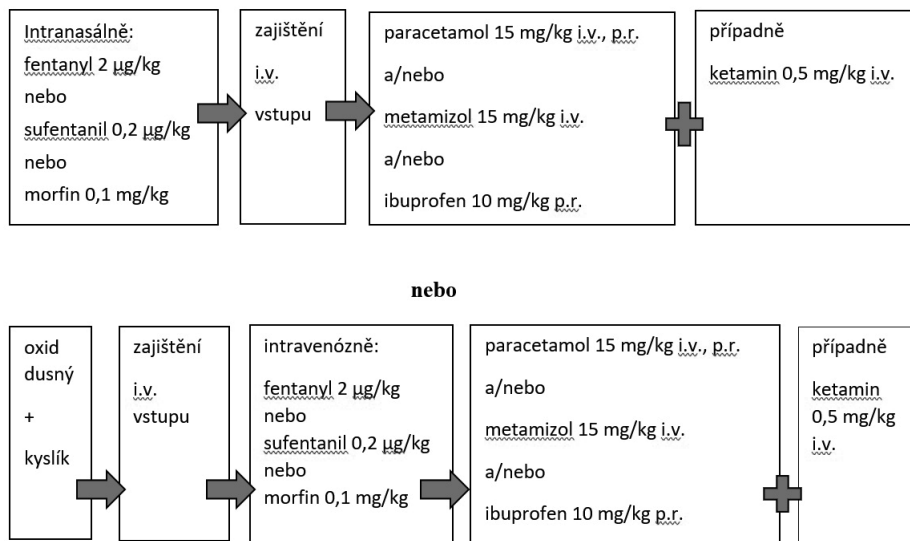 Intranasálně:
fentanyl 2 µg/kg
nebo
sufentanil 0,2 µg/kg
nebo
morfin 0,1 mg/kg
zajištění
i.v.
vstupu
paracetamol 15 mg/kg i.v., p.r.
a/nebo
metamizol 15 mg/kg i.v.
a/nebo
ibuprofen 10 mg/kg p.r.
případně
ketamin 0,5 mg/kg i.v.
nebo
oxid
dusný
+
kyslík
zajištění
i.v.
vstupu
intravenózně:
fentanyl 2 µg/kg
nebo
sufentanil 0,2 µg/kg
nebo
morfin 0,1 mg/kg
paracetamol 15 mg/kg i.v., p.r.
a/nebo
metamizol 15 mg/kg i.v.
a/nebo
ibuprofen 10 mg/kg p.r.
případně
ketamin
0,5 mg/kg
i.v.